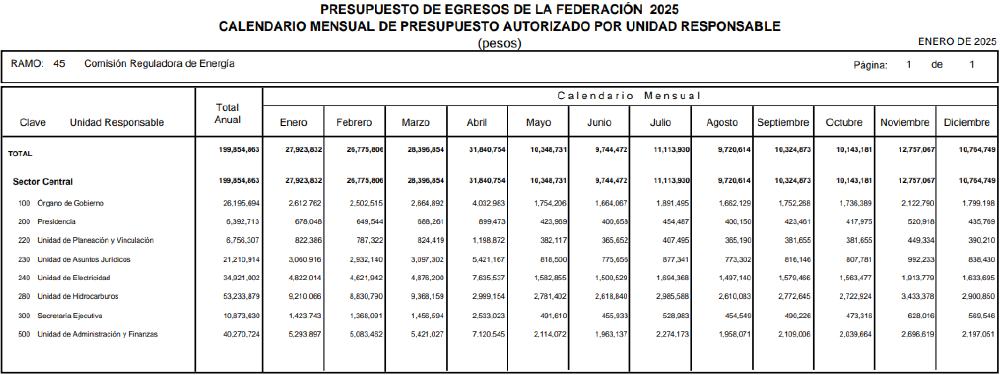 PRESUPUESTO DE EGRESOS DE LA FEDERACIÓN 2025
CALENDARIO MENSUAL DE PRESUPUESTO AUTORIZADO POR UNIDAD RESPONSABLE
(pesos)
ENERO DE 2025
RAMO: 45 Comisión Reguladora de Energía Página: 1 de 1
Calendario Mensual
Clave Unidad Responsable Total Anual Enero Febrero Marzo Abril Mayo Junio Julio Agosto Septiembre Octubre Noviembre Diciembre
TOTAL 199,854,863 27,923,832 26,775,806 28,396,854 31,840,754 10,348,731 9,744,472 11,113,930 9,720,614 10,324,873 10,143,181 12,757,067 10,764,749
Sector Central 199,854,863 27,923,832 26,775,806 28,396,854 31,840,754 10,348,731 9,744,472 11,113,930 9,720,614 10,324,873 10,143,181 12,757,067 10,764,749
100 Órgano de Gobierno 26,195,694 2,612,762 2,502,515 2,664,892 4,032,983 1,754,206 1,664,067 1,891,495 1,662,129 1,752,268 1,736,389 2,122,790 1,799,198
200 Presidencia 6,392,713 678,048 649,544 688,261 899,473 423,969 400,658 454,487 400,150 423,461 417,975 520,918 435,769
220 Unidad de Planeación y Vinculación 6,756,307 822,386 787,322 824,419 1,198,872 382,117 365,652 407,495 365,190 381,655 381,655 449,334 390,210
230 Unidad de Asuntos Jurídicos 21,210,914 3,060,916 2,932,140 3,097,302 5,421,167 818,500 775,656 877,341 773,302 816,146 807,781 992,233 838,430
240 Unidad de Electricidad 34,921,002 4,822,014 4,621,942 4,876,200 7,635,537 1,582,855 1,500,529 1,694,368 1,497,140 1,579,466 1,563,477 1,913,779 1,633,695
280 Unidad de Hidrocarburos 53,233,879 9,210,066 8,830,790 9,368,159 2,999,154 2,781,402 2,618,840 2,985,588 2,610,083 2,772,645 2,722,924 3,433,378 2,900,850
300 Secretaría Ejecutiva 10,873,630 1,423,743 1,368,091 1,456,594 2,533,023 491,610 455,933 528,983 454,549 490,226 473,316 628,016 569,546
500 Unidad de Administración y Finanzas 40,270,724 5,293,897 5,083,462 5,421,027 7,120,545 2,114,072 1,963,137 2,274,173 1,958,071 2,109,006 2,039,664 2,696,619 2,197,051